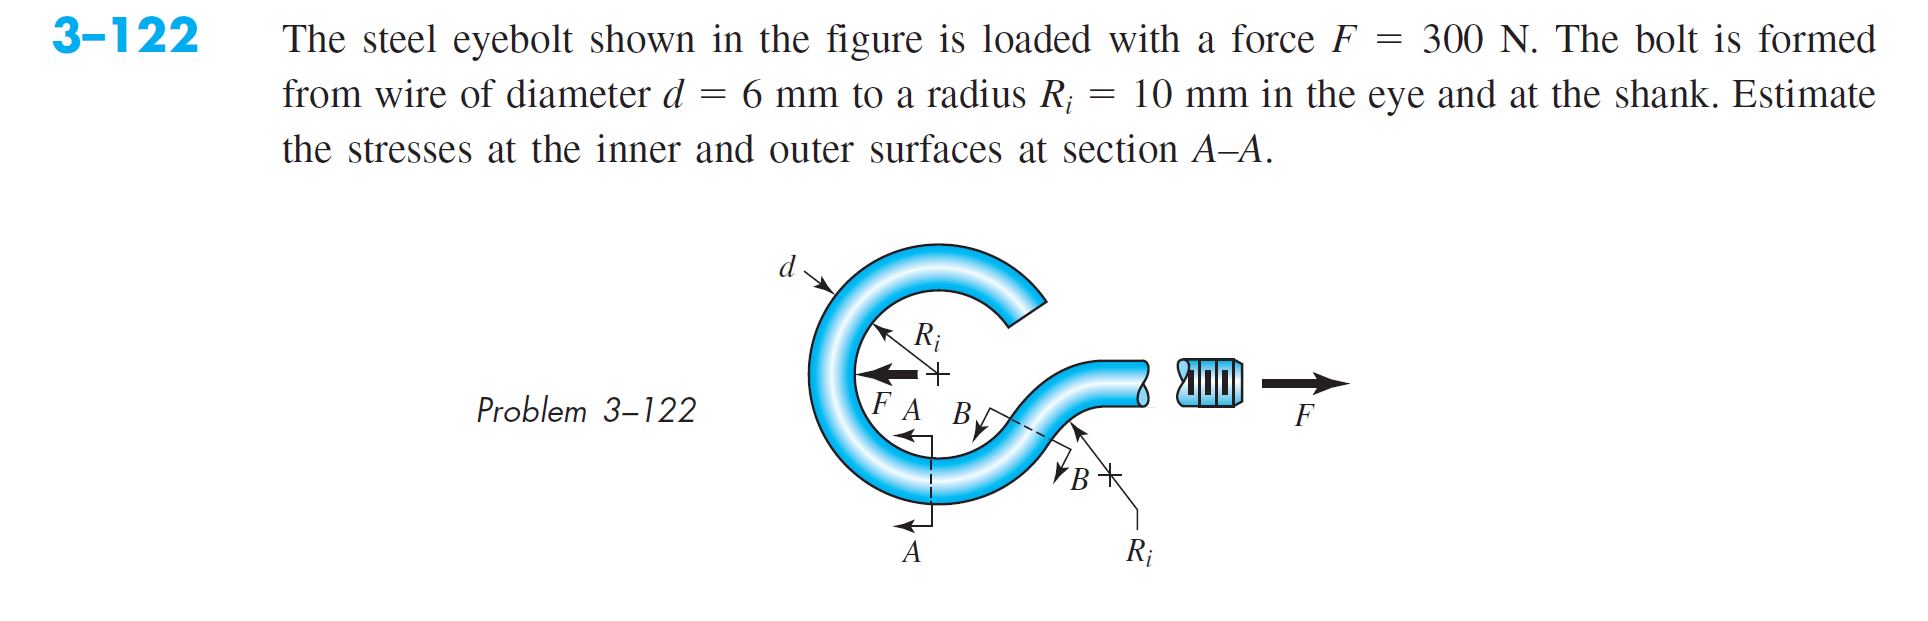 3–122 The steel eyebolt shown in the figure is loaded with a force F = 300 N. The bolt is formed
from wire of diameter d = 6 mm to a radius Ri = 10 mm in the eye and at the shank. Estimate
the stresses at the inner and outer surfaces at section A–A.
d
Ri
F
A
B
F
Problem 3–122
B
A
Ri